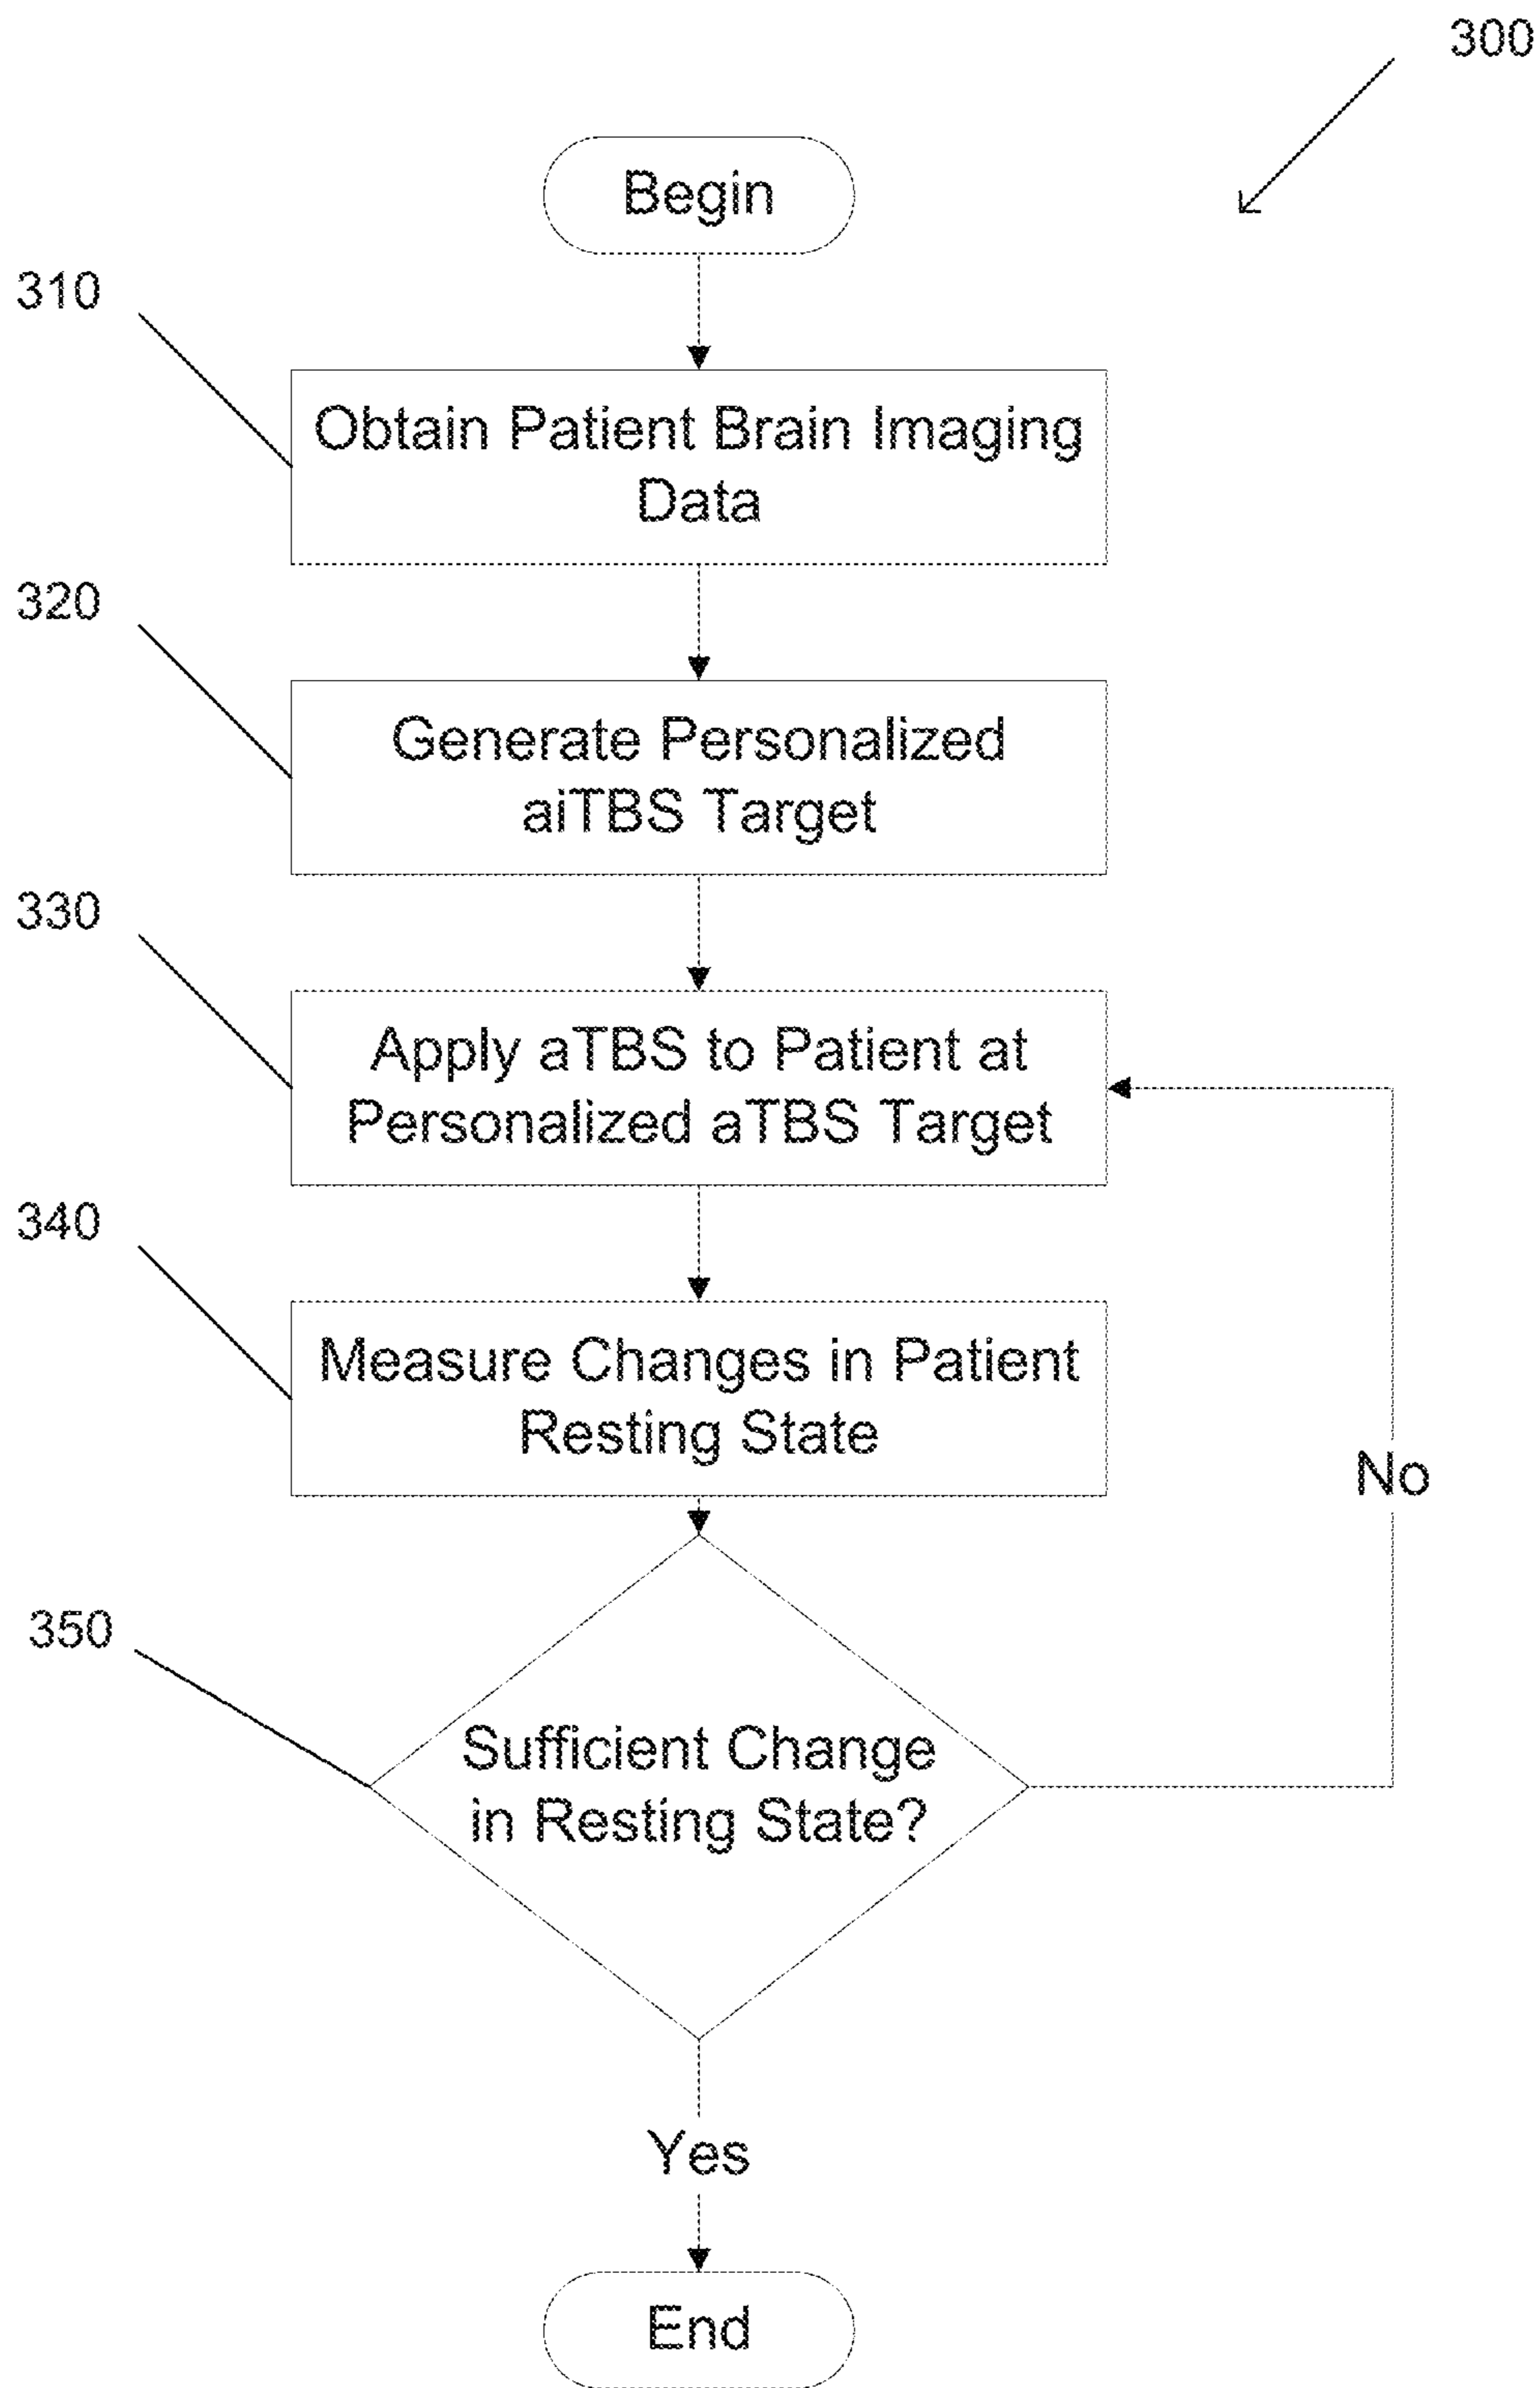 300
Begin
310
Obtain Patient Brain Imaging
Data
320
Generate Personalized
aiTBS Target
330
Apply aTBS to Patient at
Personalized aTBS Target
340
Measure Changes in Patient
Resting State
No
350
Sufficient Change
in Resting State?
Yes
End